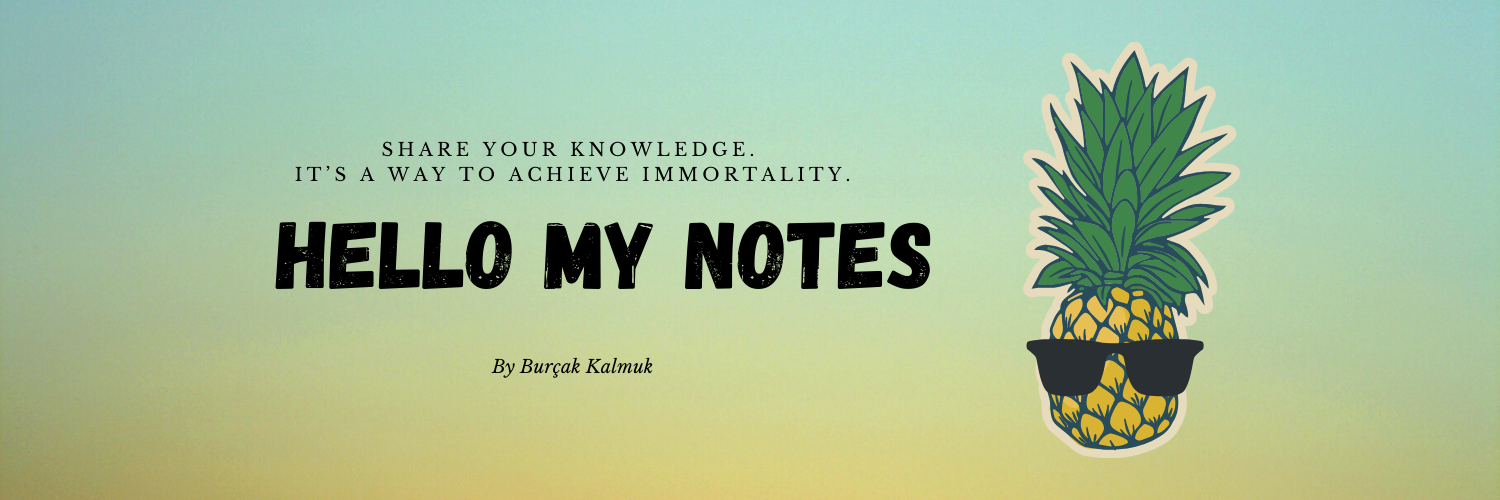 SHARE YOUR KNOWLEDGE.
IT’S A WAY TO ACHIEVE IMMORTALITY.
HELLO MY NOTES
By Burçak Kalmuk